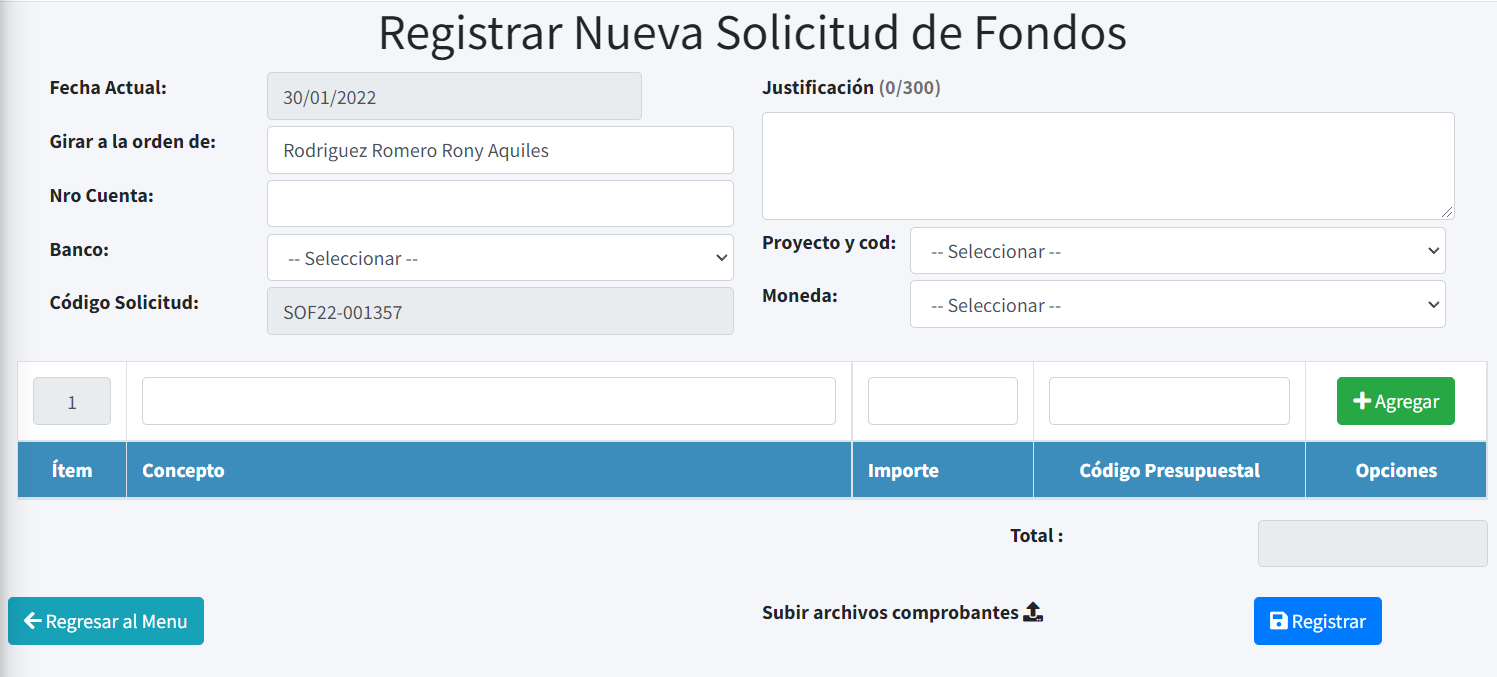 Registrar Nueva Solicitud de Fondos
Fecha Actual:
30/01/2022
Girar a la orden de:
Rodriguez Romero Rony Aquiles
Nro Cuenta:
Banco:
-- Seleccionar --
Código Solicitud:
SOF22-001357
Justificación (0/300)
Proyecto y cod:
-- Seleccionar --
Moneda:
-- Seleccionar --
1
Agregar
Ítem Concepto Importe Código Presupuestal Opciones
Total :
Regresar al Menu
Subir archivos comprobantes
Registrar